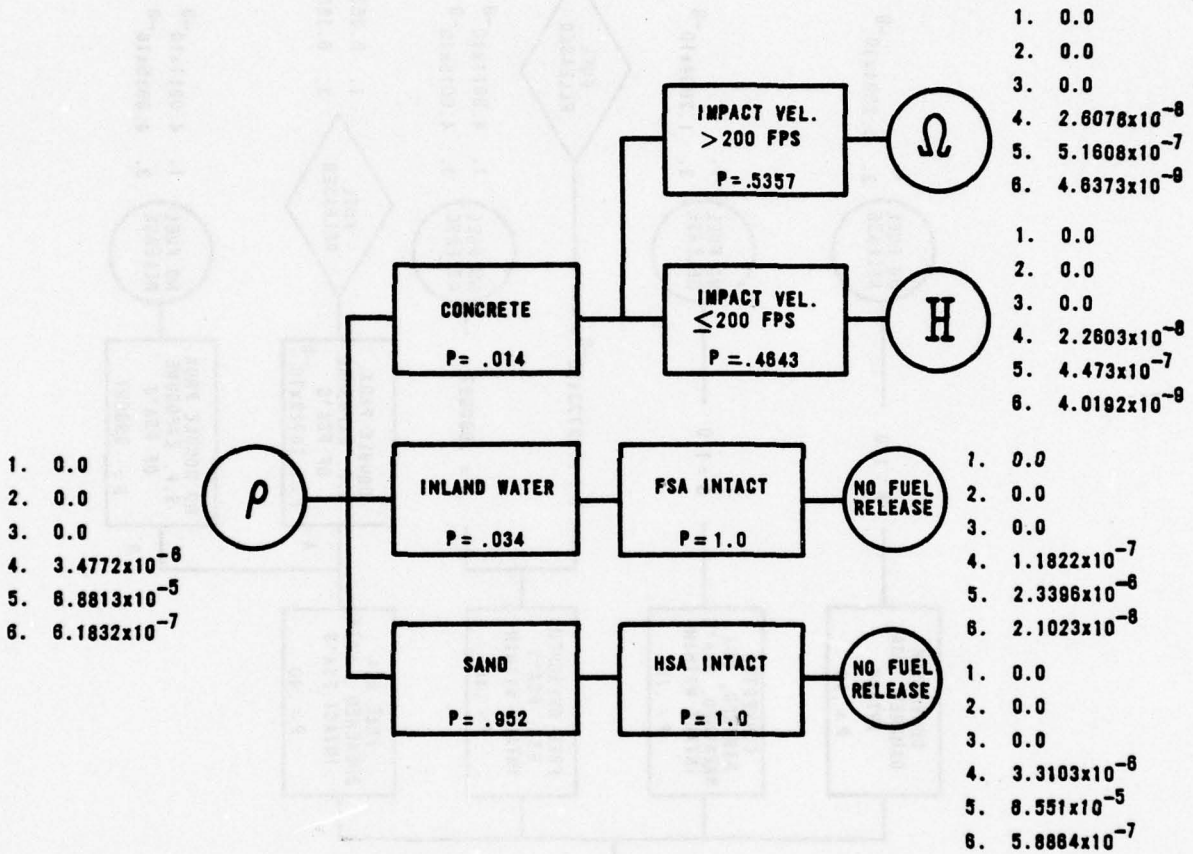 1. 0.0
2. 0.0
3. 0.0
4. 2.6078x10⁻⁸
5. 5.1608x10⁻⁷
6. 4.6373x10⁻⁹
IMPACT VEL.
>200 FPS
P=.5357
Ω
1. 0.0
2. 0.0
3. 0.0
4. 2.2603x10⁻⁸
5. 4.473x10⁻⁷
6. 4.0192x10⁻⁹
CONCRETE
P= .014
IMPACT VEL.
≤200 FPS
P=.4643
H
1. 0.0
2. 0.0
3. 0.0
4. 3.4772x10⁻⁶
5. 6.8813x10⁻⁵
6. 6.1832x10⁻⁷
ρ
INLAND WATER
P= .034
FSA INTACT
P=1.0
NO FUEL
RELEASE
1. 0.0
2. 0.0
3. 0.0
4. 1.1822x10⁻⁷
5. 2.3396x10⁻⁶
6. 2.1023x10⁻⁸
SAND
P= .952
HSA INTACT
P=1.0
NO FUEL
RELEASE
1. 0.0
2. 0.0
3. 0.0
4. 3.3103x10⁻⁶
5. 6.551x10⁻⁵
6. 5.8864x10⁻⁷